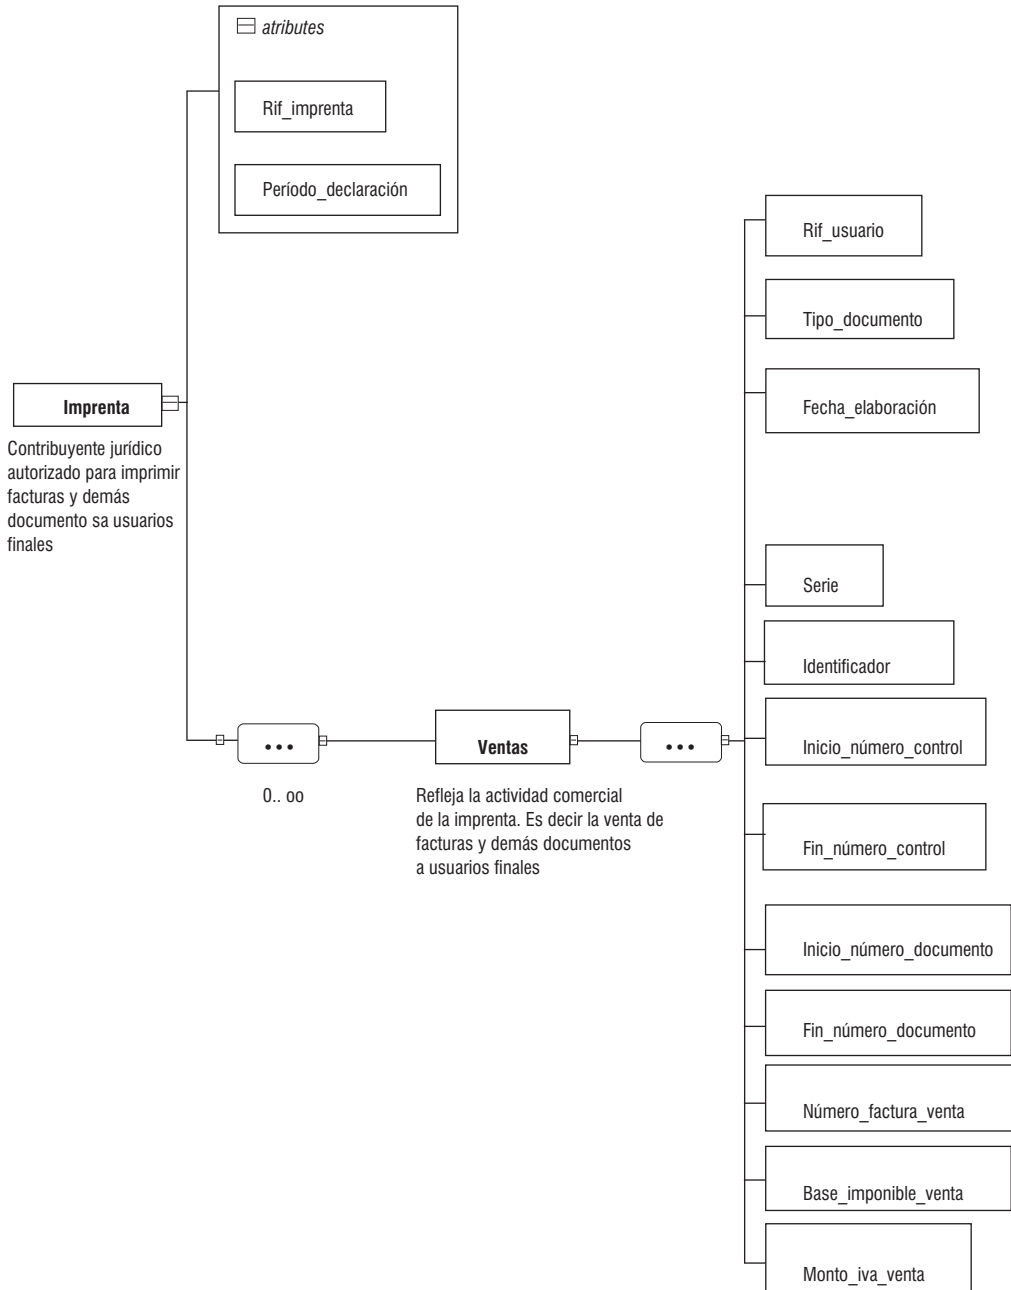 atributes
Rif_imprenta
Período_declaración
Rif_usuario
Tipo_documento
Imprenta
Fecha_elaboración
Contribuyente jurídico
autorizado para imprimir
facturas y demás
documento sa usuarios
finales
Serie
Identificador
Inicio_número_control
Ventas
0.. oo
Refleja la actividad comercial
de la imprenta. Es decir la venta de
facturas y demás documentos
a usuarios finales
Fin_número_control
Inicio_número_documento
Fin_número_documento
Número_factura_venta
Base_imponible_venta
Monto_iva_venta